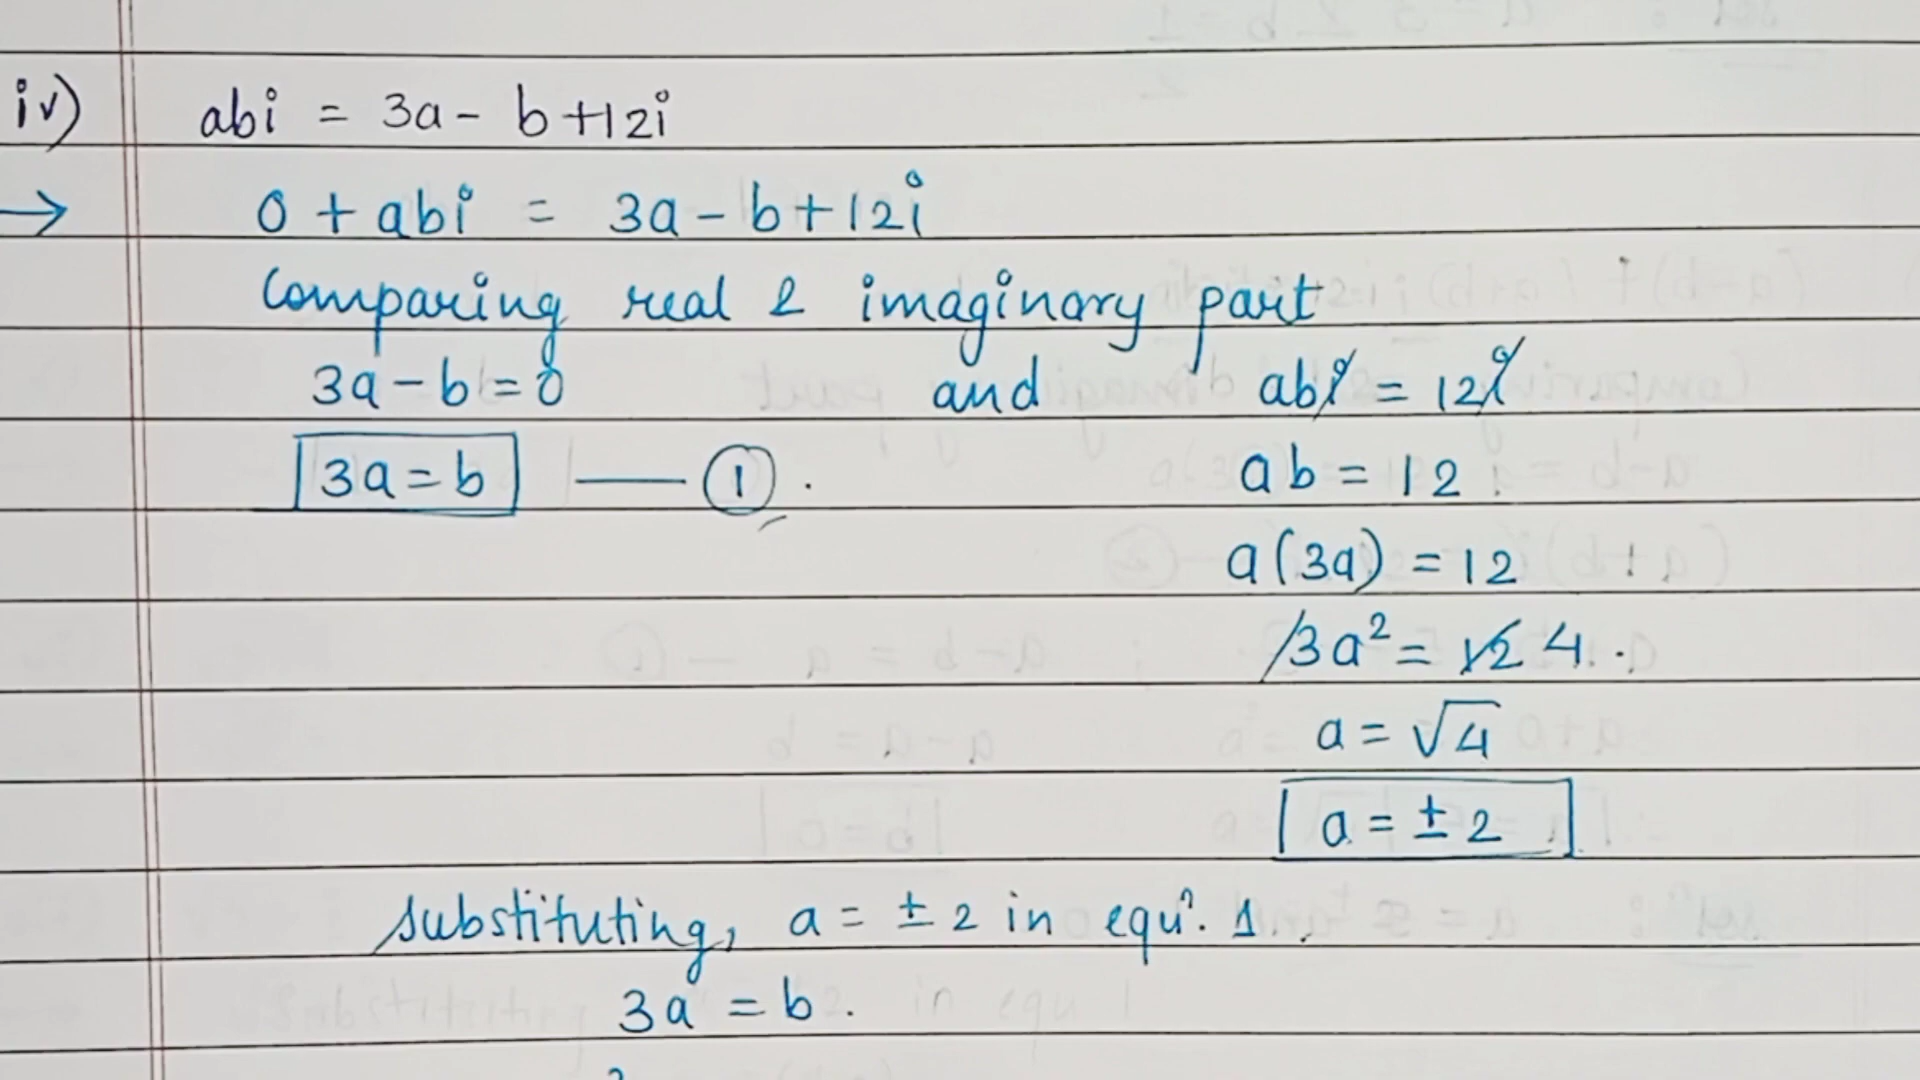 iv) abi = 3a - b +12i
→ 0 + abi = 3a - b + 12i
Comparing real & imaginary part
3a - b = 0 and abi = 12i
3a = b —— ① . ab = 12
a(3a) = 12
3a² = 12 4.
a = √4
a = ± 2
substituting, a = ± 2 in equⁿ. 1.
3a = b.